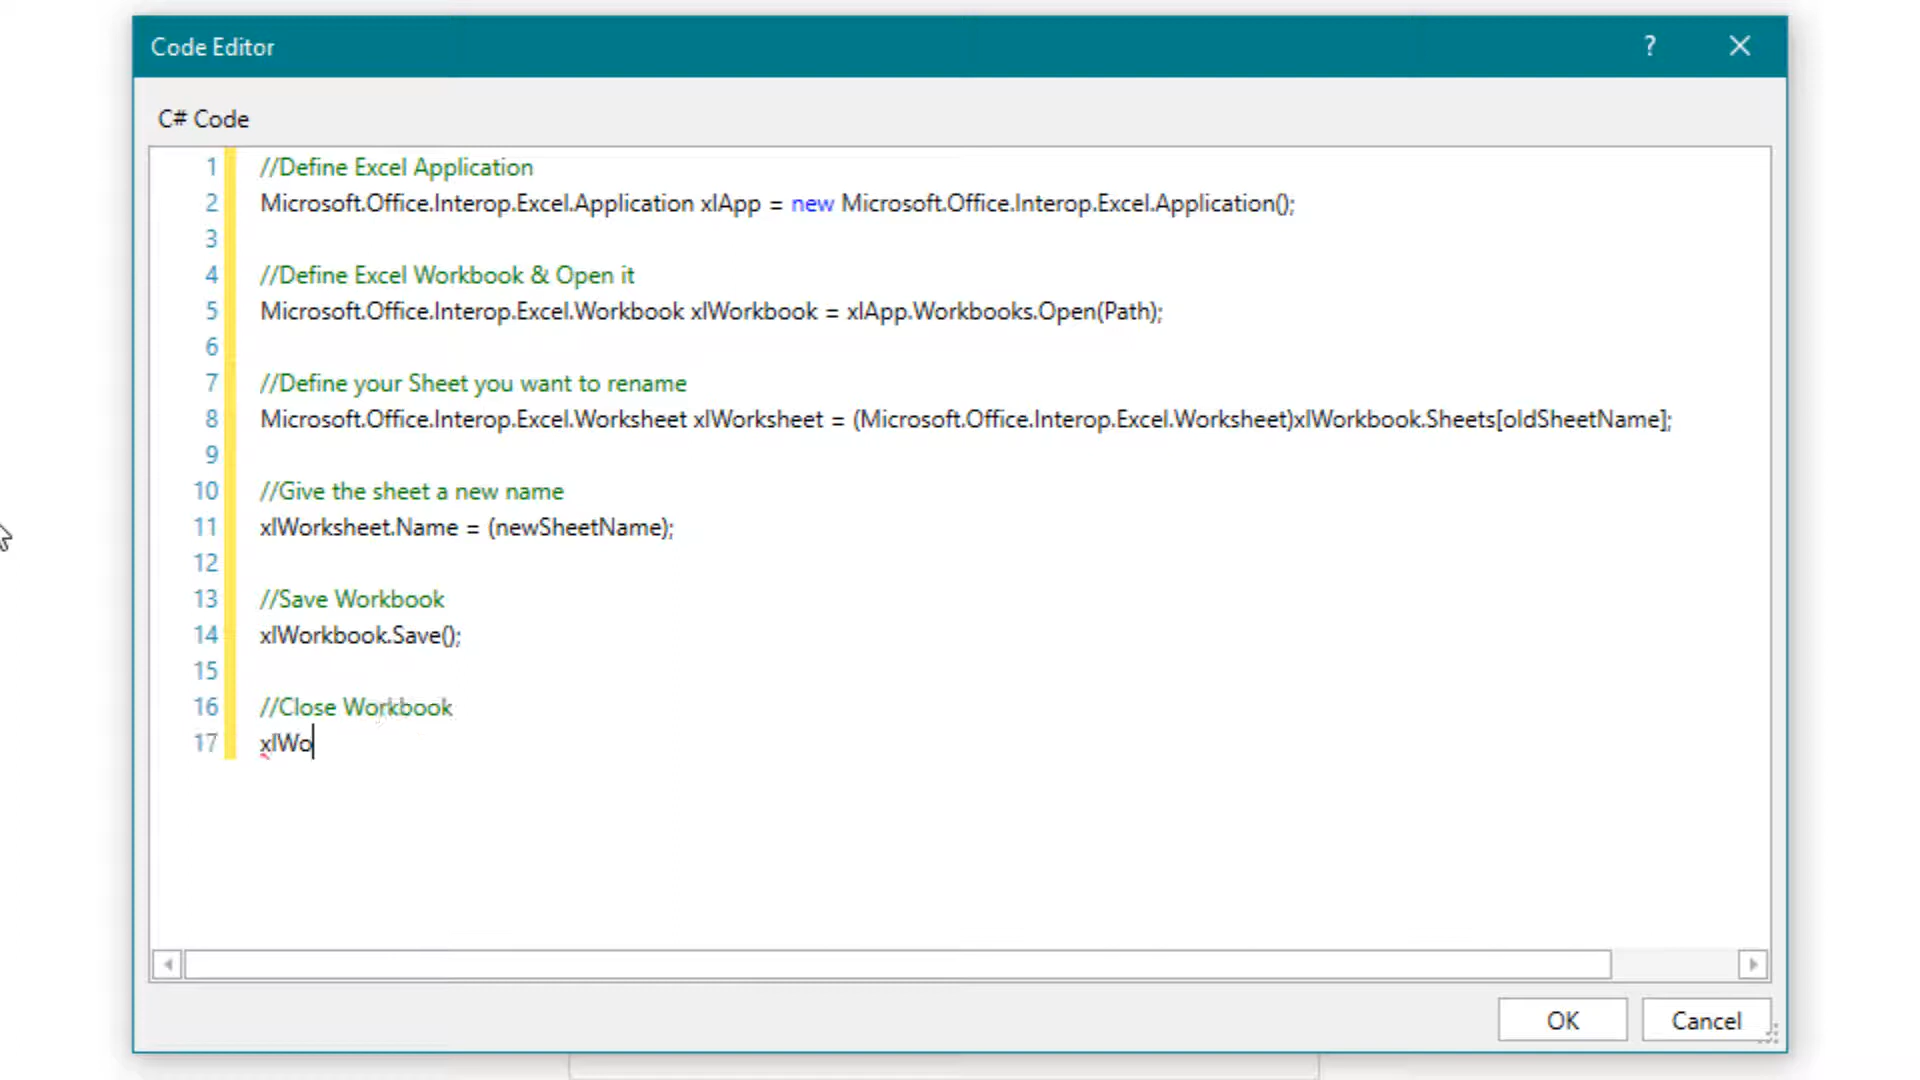 Code Editor
?
C# Code
1 //Define Excel Application
2 Microsoft.Office.Interop.Excel.Application xlApp = new Microsoft.Office.Interop.Excel.Application();
3
4 //Define Excel Workbook & Open it
5 Microsoft.Office.Interop.Excel.Workbook xlWorkbook = xlApp.Workbooks.Open(Path);
6
7 //Define your Sheet you want to rename
8 Microsoft.Office.Interop.Excel.Worksheet xlWorksheet = (Microsoft.Office.Interop.Excel.Worksheet)xlWorkbook.Sheets[oldSheetName];
9
10 //Give the sheet a new name
11 xlWorksheet.Name = (newSheetName);
12
13 //Save Workbook
14 xlWorkbook.Save();
15
16 //Close Workbook
17 xlWo
OK
Cancel